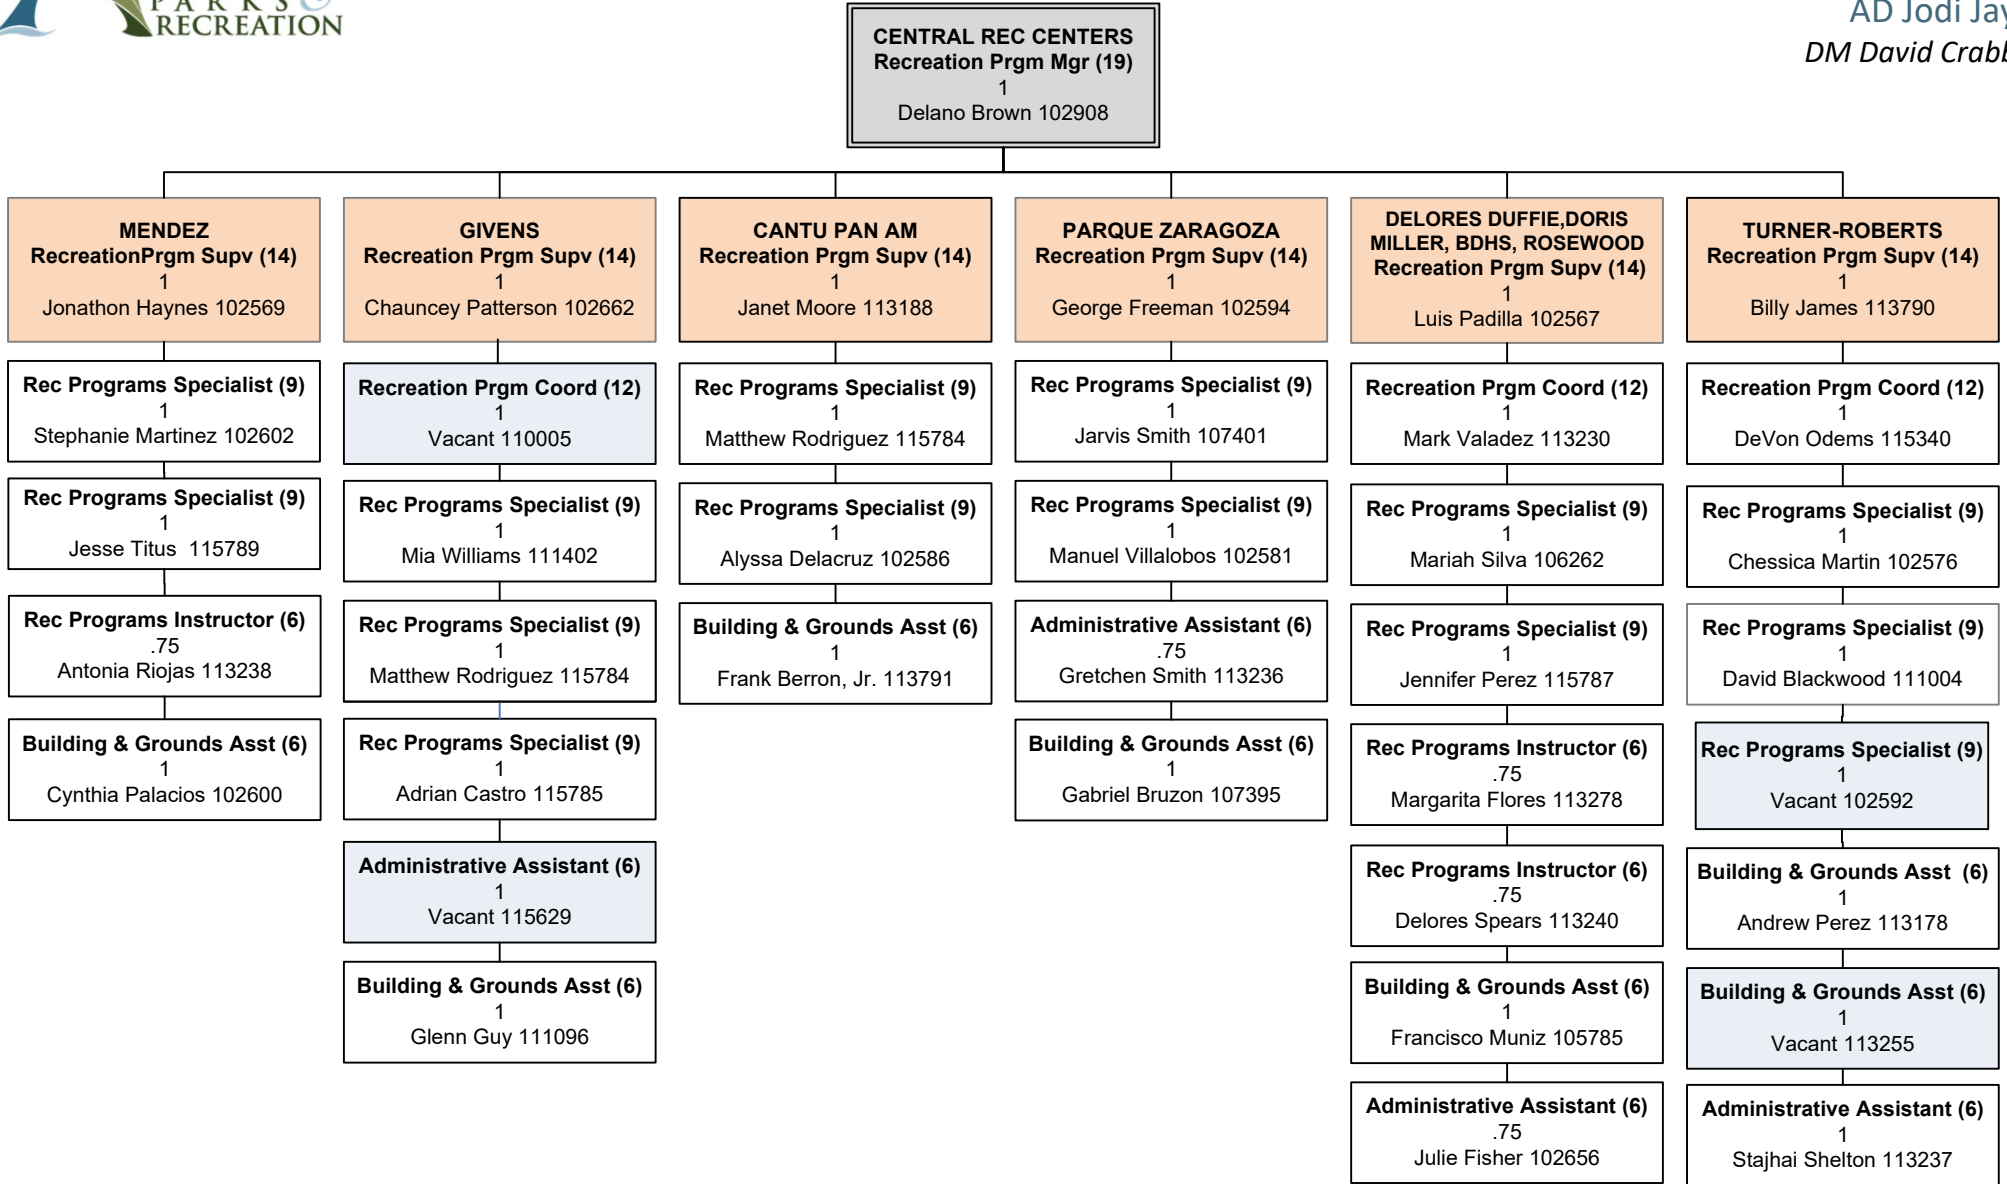 PARKS &
RECREATION
AD Jodi Jay
DM David Crabb
CENTRAL REC CENTERS
Recreation Prgm Mgr (19)
1
Delano Brown 102908
MENDEZ
RecreationPrgm Supv (14)
1
Jonathon Haynes 102569
Rec Programs Specialist (9)
1
Stephanie Martinez 102602
Rec Programs Specialist (9)
1
Jesse Titus  115789
Rec Programs Instructor (6)
.75
Antonia Riojas 113238
Building & Grounds Asst (6)
1
Cynthia Palacios 102600
GIVENS
Recreation Prgm Supv (14)
1
Chauncey Patterson 102662
Recreation Prgm Coord (12)
1
Vacant 110005
Rec Programs Specialist (9)
1
Mia Williams 111402
Rec Programs Specialist (9)
1
Matthew Rodriguez 115784
Rec Programs Specialist (9)
1
Adrian Castro 115785
Administrative Assistant (6)
1
Vacant 115629
Building & Grounds Asst (6)
1
Glenn Guy 111096
CANTU PAN AM
Recreation Prgm Supv (14)
1
Janet Moore 113188
Rec Programs Specialist (9)
1
Matthew Rodriguez 115784
Rec Programs Specialist (9)
1
Alyssa Delacruz 102586
Building & Grounds Asst (6)
1
Frank Berron, Jr. 113791
PARQUE ZARAGOZA
Recreation Prgm Supv (14)
1
George Freeman 102594
Rec Programs Specialist (9)
1
Jarvis Smith 107401
Rec Programs Specialist (9)
1
Manuel Villalobos 102581
Administrative Assistant (6)
.75
Gretchen Smith 113236
Building & Grounds Asst (6)
1
Gabriel Bruzon 107395
DELORES DUFFIE,DORIS
MILLER, BDHS, ROSEWOOD
Recreation Prgm Supv (14)
1
Luis Padilla 102567
Recreation Prgm Coord (12)
1
Mark Valadez 113230
Rec Programs Specialist (9)
1
Mariah Silva 106262
Rec Programs Specialist (9)
1
Jennifer Perez 115787
Rec Programs Instructor (6)
.75
Margarita Flores 113278
Rec Programs Instructor (6)
.75
Delores Spears 113240
Building & Grounds Asst (6)
1
Francisco Muniz 105785
Administrative Assistant (6)
.75
Julie Fisher 102656
TURNER-ROBERTS
Recreation Prgm Supv (14)
1
Billy James 113790
Recreation Prgm Coord (12)
1
DeVon Odems 115340
Rec Programs Specialist (9)
1
Chessica Martin 102576
Rec Programs Specialist (9)
1
David Blackwood 111004
Rec Programs Specialist (9)
1
Vacant 102592
Building & Grounds Asst  (6)
1
Andrew Perez 113178
Building & Grounds Asst (6)
1
Vacant 113255
Administrative Assistant (6)
1
Stajhai Shelton 113237